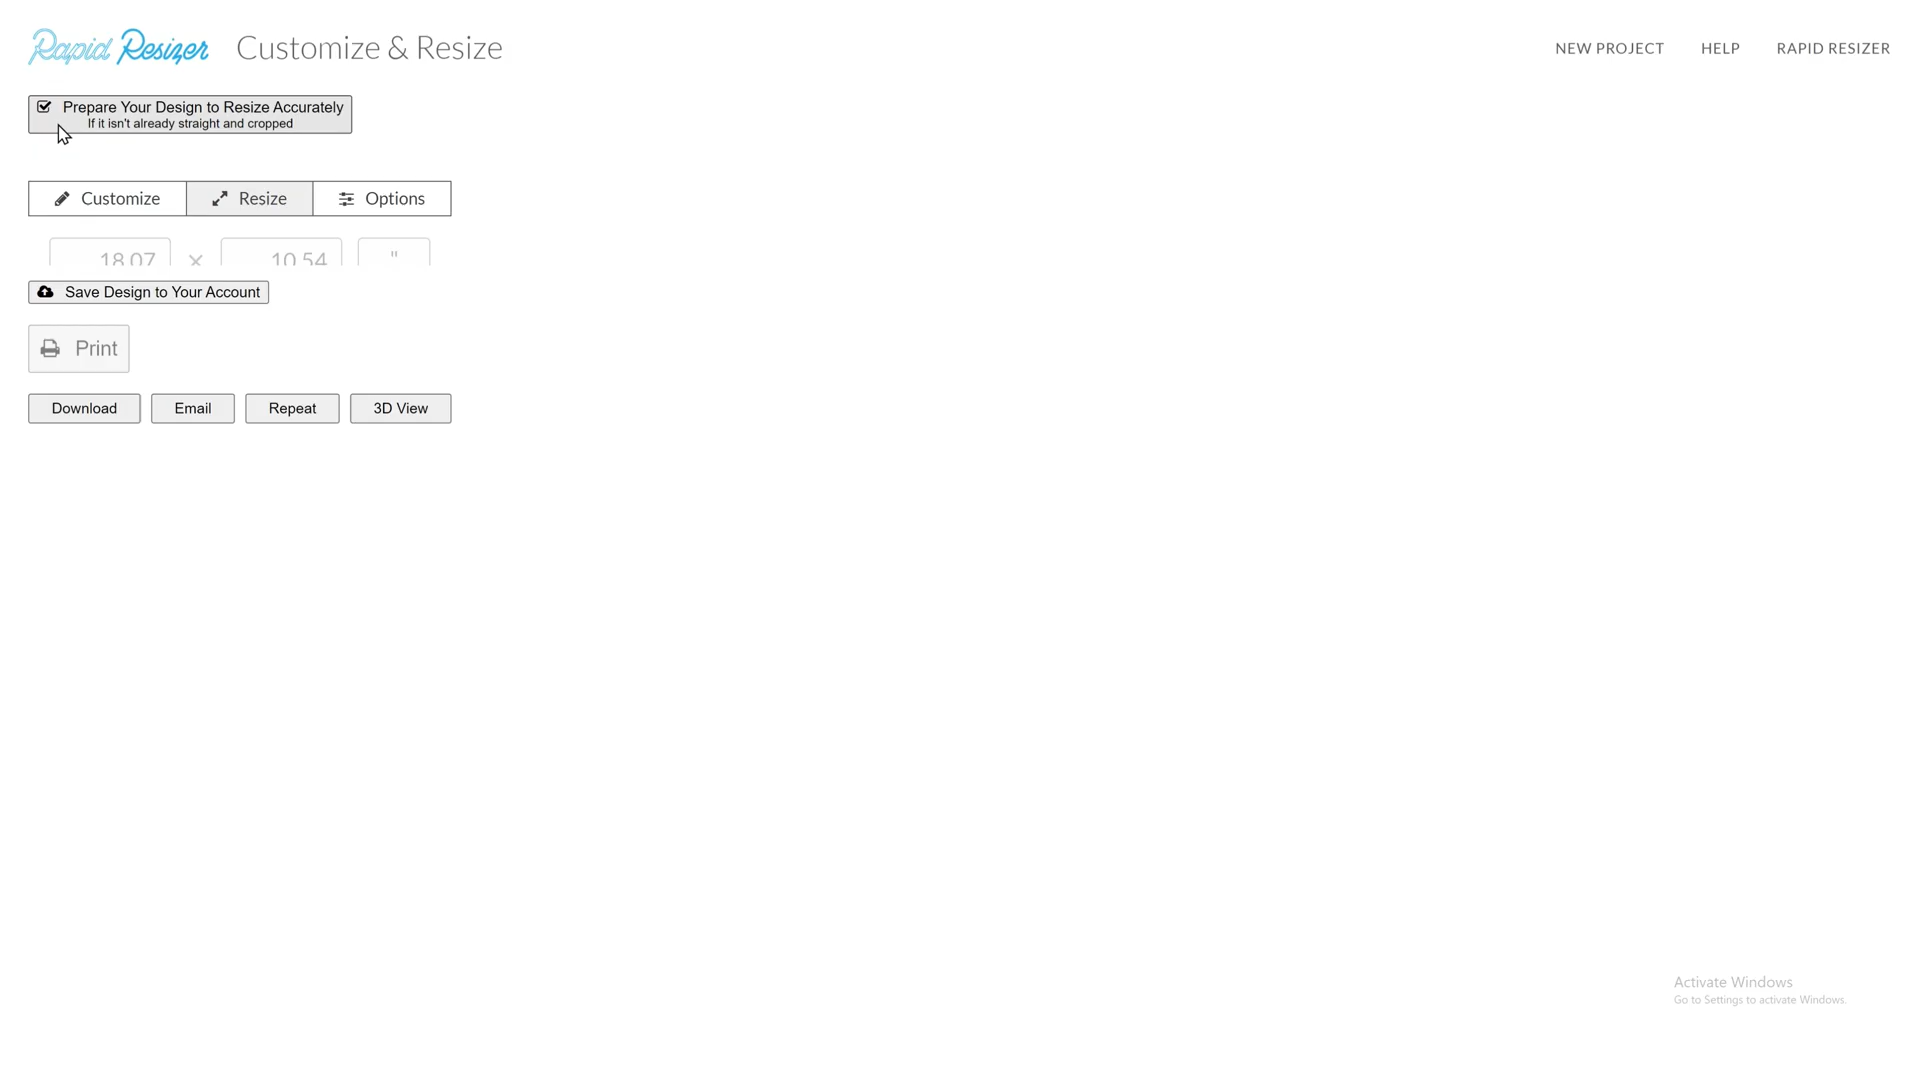 Rapid Resizer Customize & Resize NEW PROJECT HELP RAPID RESIZER
Prepare Your Design to Resize Accurately
If it isn't already straight and cropped
Customize Resize Options
18.07 × 10.54 "
Save Design to Your Account
Print
Download Email Repeat 3D View
Activate Windows
Go to Settings to activate Windows.